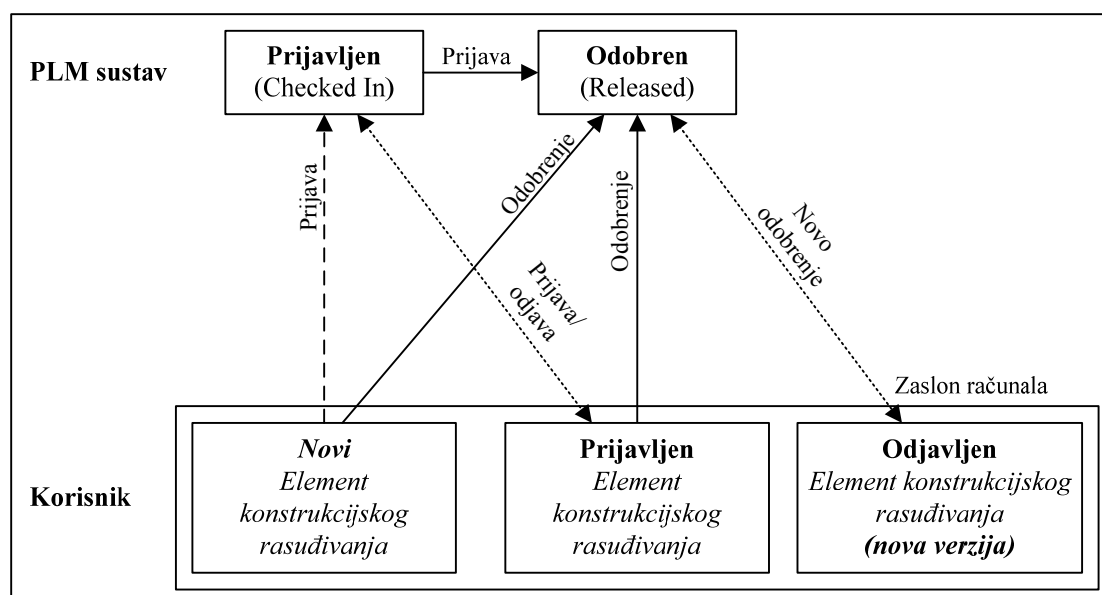 PLM sustav
Prijavljen
(Checked In)
Prijava
Odobren
(Released)
Prijava
Odobrenje
Prijava/
odjava
Odobrenje
Novo
odobrenje
Zaslon računala
Korisnik
Novi
Element
konstrukcijskog
rasuđivanja
Prijavljen
Element
konstrukcijskog
rasuđivanja
Odjavljen
Element konstrukcijskog
rasuđivanja
(nova verzija)